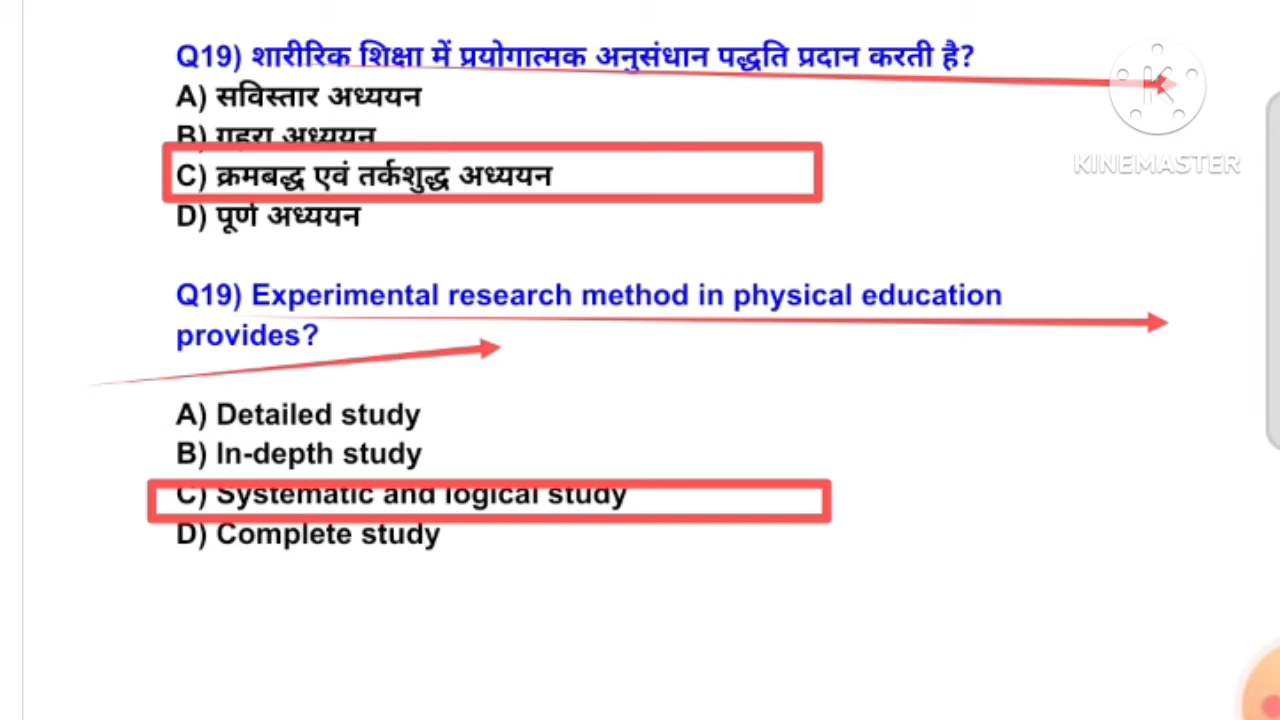 Q19) शारीरिक शिक्षा में प्रयोगात्मक अनुसंधान पद्धति प्रदान करती है?
A) सविस्तार अध्ययन
B) गहरा अध्ययन
C) क्रमबद्ध एवं तर्कशुद्ध अध्ययन
D) पूर्ण अध्ययन
Q19) Experimental research method in physical education
provides?
A) Detailed study
B) In-depth study
C) Systematic and logical study
D) Complete study
K
KINEMASTER